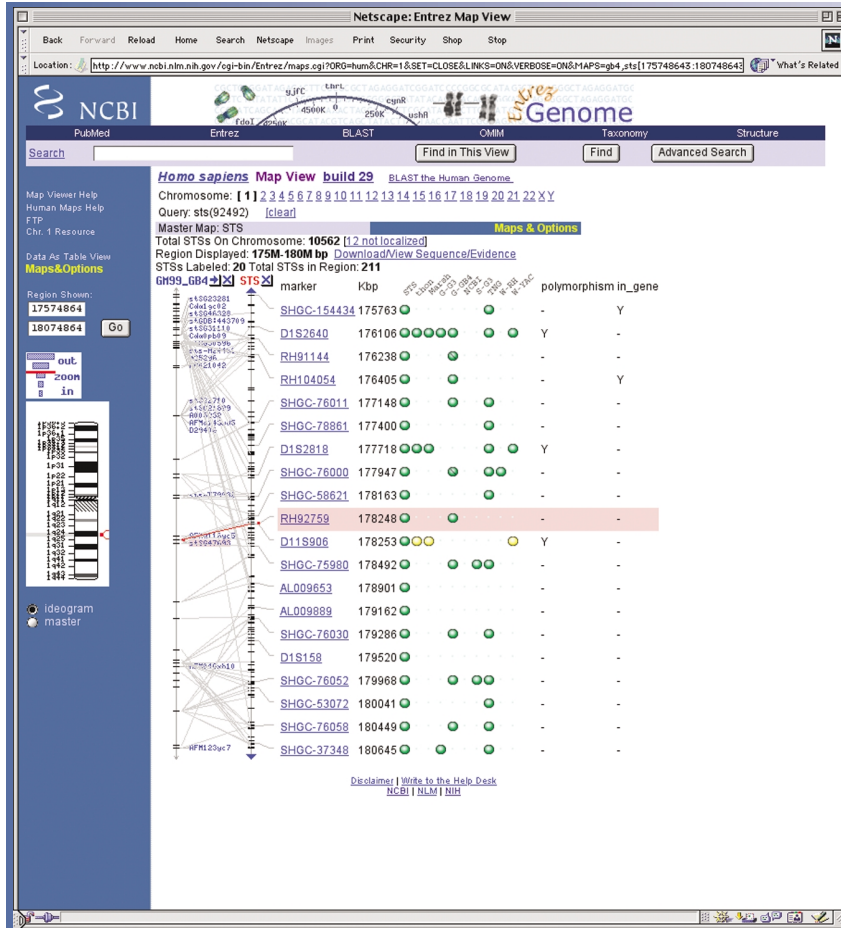 Netscape: Entrez Map View
Back Forward Reload Home Search Netscape Images Print Security Shop Stop
Location: http://www.ncbi.nlm.nih.gov/cgi-bin/Entrez/maps.cgi?ORG=hum&CHR=1&SET=CLOSE&LINKS=ON&VERBOSE=ON&MAPS=gb4,sts[175748643:180748643 What's Related
NCBI
Entrez Genome
PubMed Entrez BLAST OMIM Taxonomy Structure
Search Find in This View Find Advanced Search
Map Viewer Help
Human Maps Help
FTP
Chr. 1 Resource
Data As Table View
Maps&Options
Region Shown:
17574864
18074864 Go
out
zoom
in
ideogram
master
Homo sapiens Map View build 29 BLAST the Human Genome
Chromosome: [ 1 ] 2 3 4 5 6 7 8 9 10 11 12 13 14 15 16 17 18 19 20 21 22 X Y
Query: sts(92492) [clear]
Master Map: STS Maps & Options
Total STSs On Chromosome: 10562 [12 not localized]
Region Displayed: 175M-180M bp Download/View Sequence/Evidence
STSs Labeled: 20 Total STSs in Region: 211
GM99_GB4 STS marker Kbp STS Marsh G-G3 G-GB4 NCBI S-G3 TNG W-RH W-YAC polymorphism in_gene
SHGC-154434 175763 - Y
D1S2640 176106 Y -
RH91144 176238 - -
RH104054 176405 - Y
SHGC-76011 177148 - -
SHGC-78861 177400 - -
D1S2818 177718 Y -
SHGC-76000 177947 - -
SHGC-58621 178163 - -
RH92759 178248 - -
D11S906 178253 Y -
SHGC-75980 178492 - -
AL009653 178901 - -
AL009889 179162 - -
SHGC-76030 179286 - -
D1S158 179520 - -
SHGC-76052 179968 - -
SHGC-53072 180041 - -
SHGC-76058 180449 - -
AFM123yc7 SHGC-37348 180645 - -
Disclaimer | Write to the Help Desk
NCBI | NLM | NIH